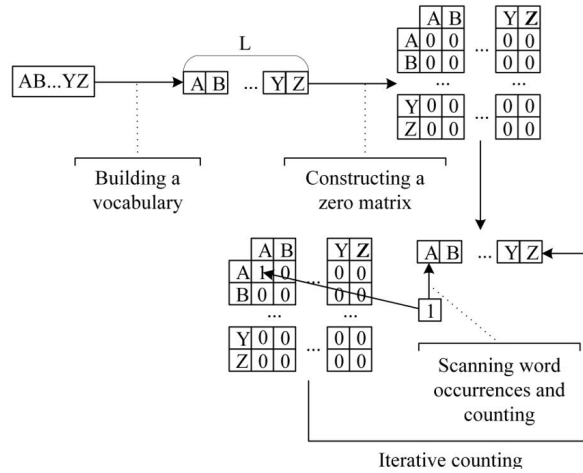 A B Y Z
A 0 0 ... 0 0
B 0 0 0 0
... ...
Y 0 0 ... 0 0
Z 0 0 0 0
L
AB...YZ
A B ... Y Z
Building a
vocabulary
Constructing a
zero matrix
A B Y Z
A 1 0 ... 0 0
B 0 0 0 0
... ...
Y 0 0 ... 0 0
Z 0 0 0 0
A B ... Y Z
1
Scanning word
occurrences and
counting
Iterative counting